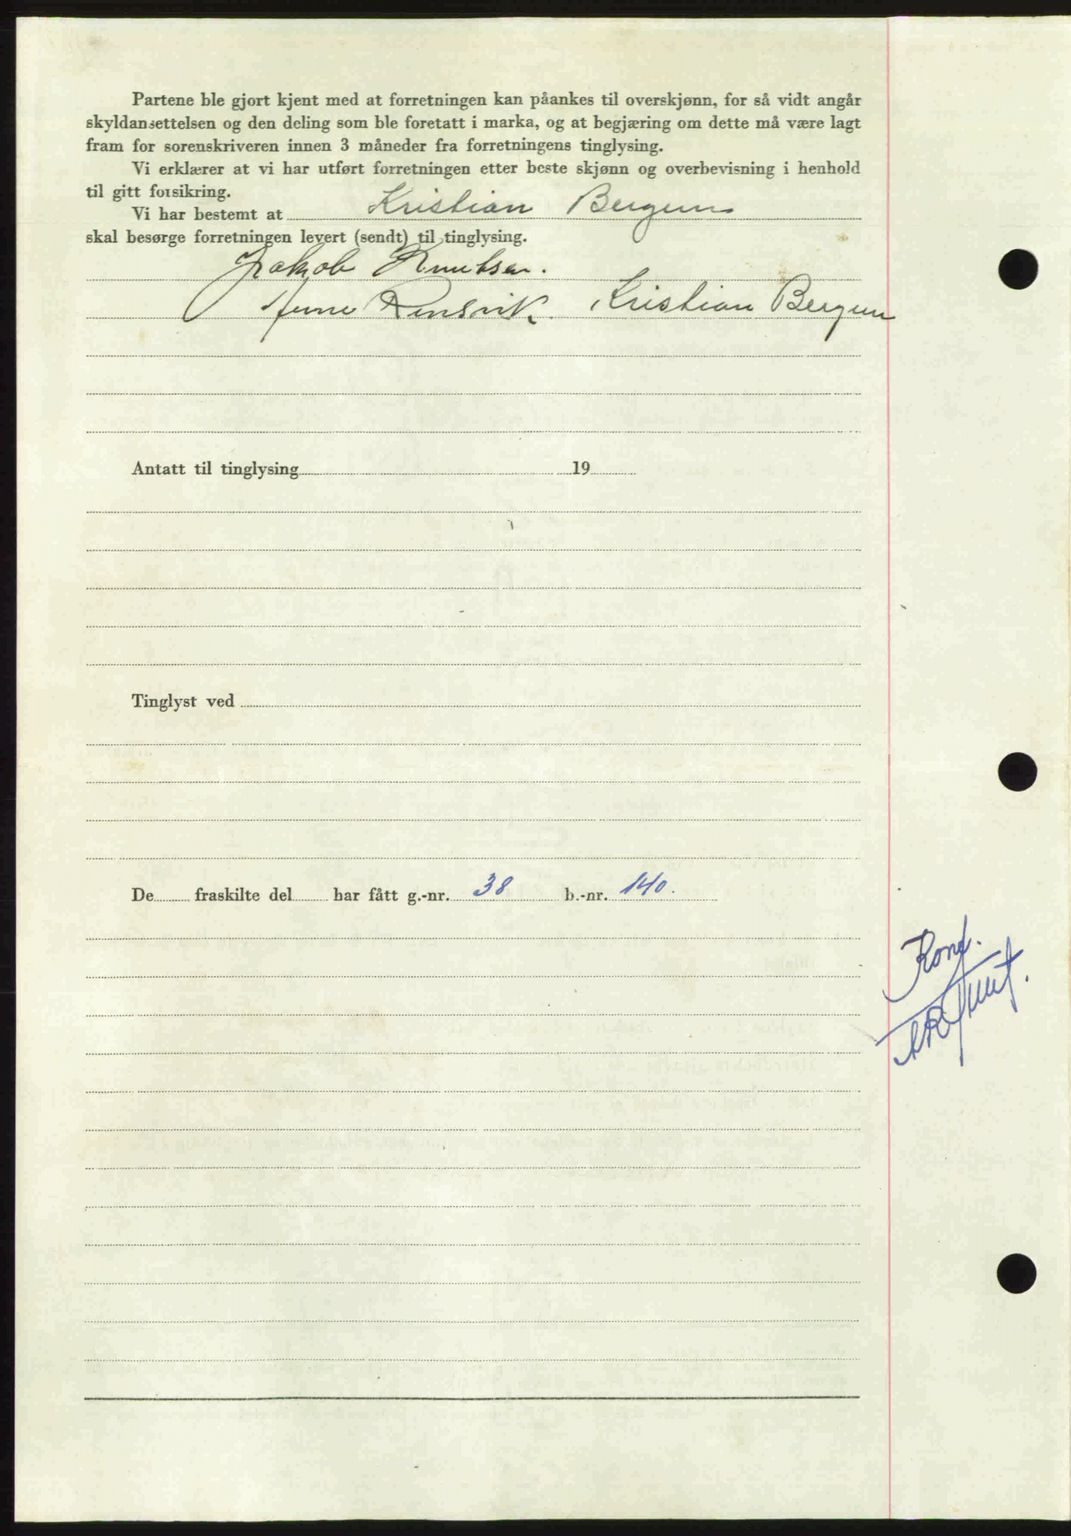 Partene ble gjort kjent med at forretningen kan påankes til overskjønn, for så vidt angår
skyldansettelsen og den deling som ble foretatt i marka, og at begjæring om dette må være lagt
fram for sorenskriveren innen 3 måneder fra forretningens tinglysing.
Vi erklærer at vi har utført forretningen etter beste skjønn og overbevisning i henhold
til gitt forsikring.
Vi har bestemt at Kristian Bergem
skal besørge forretningen levert (sendt) til tinglysing.
Jakob Knutsen.
Rensvik. Kristian Bergem
Antatt til tinglysing 19
Tinglyst ved
De fraskilte del har fått g.-nr. 38 b.-nr. 140.
Konf.